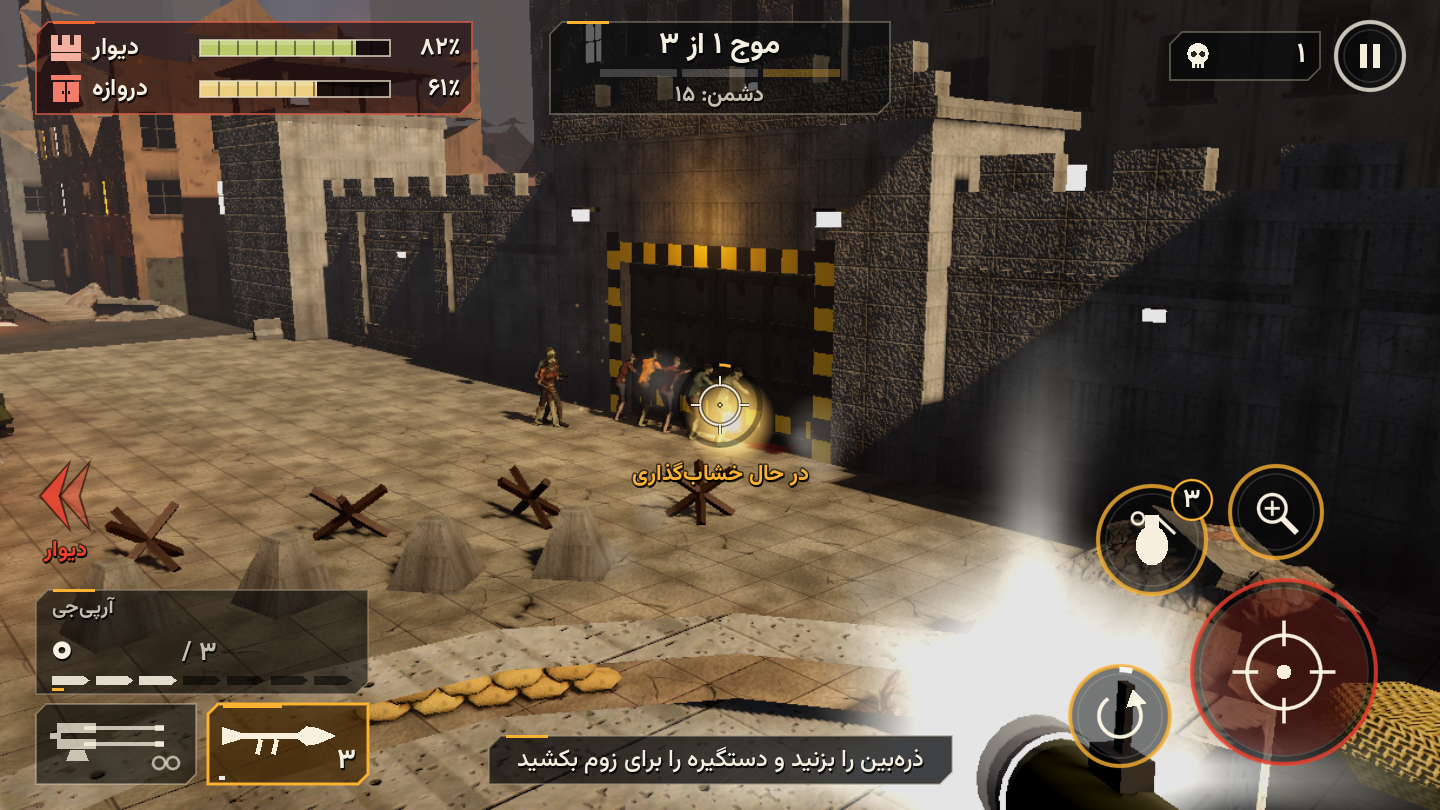 دیوار ۸۲٪
دروازه ۶۱٪
موج ۱ از ۳
دشمن: ۱۵
۱
در حال خشاب‌گذاری
۳
دیوار
آرپی‌جی
۰ / ۳
∞
۳
ذره‌بین را بزنید و دستگیره را برای زوم بکشید